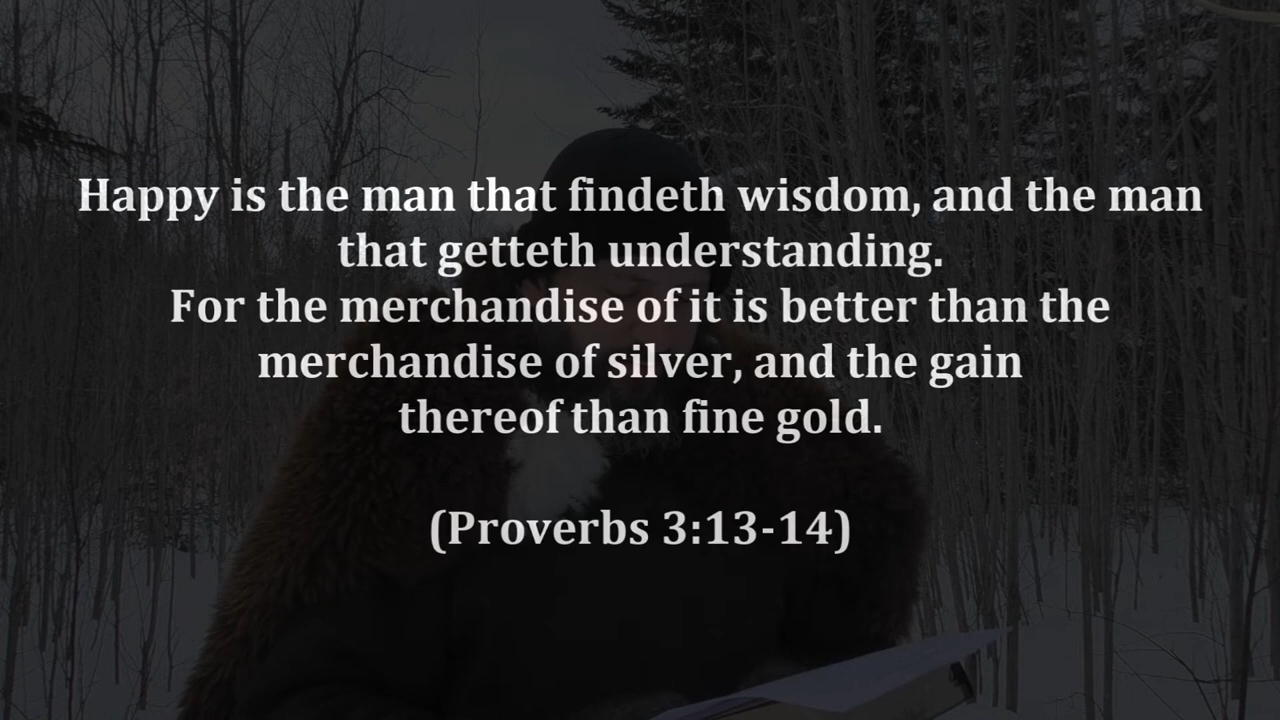 Happy is the man that findeth wisdom, and the man
that getteth understanding.
For the merchandise of it is better than the
merchandise of silver, and the gain
thereof than fine gold.
(Proverbs 3:13-14)